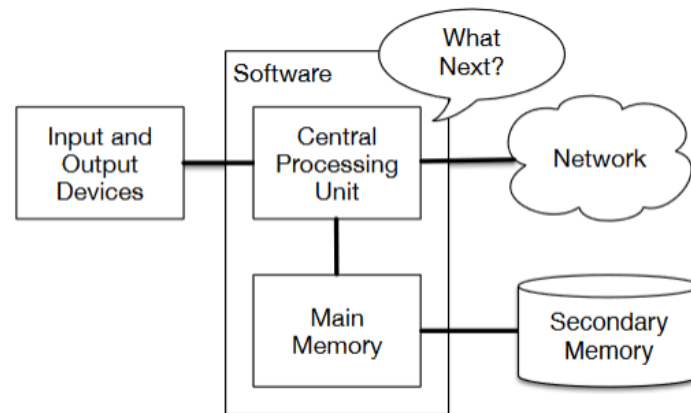 What
Next?
Software
Input and
Output
Devices
Central
Processing
Unit
Network
Main
Memory
Secondary
Memory